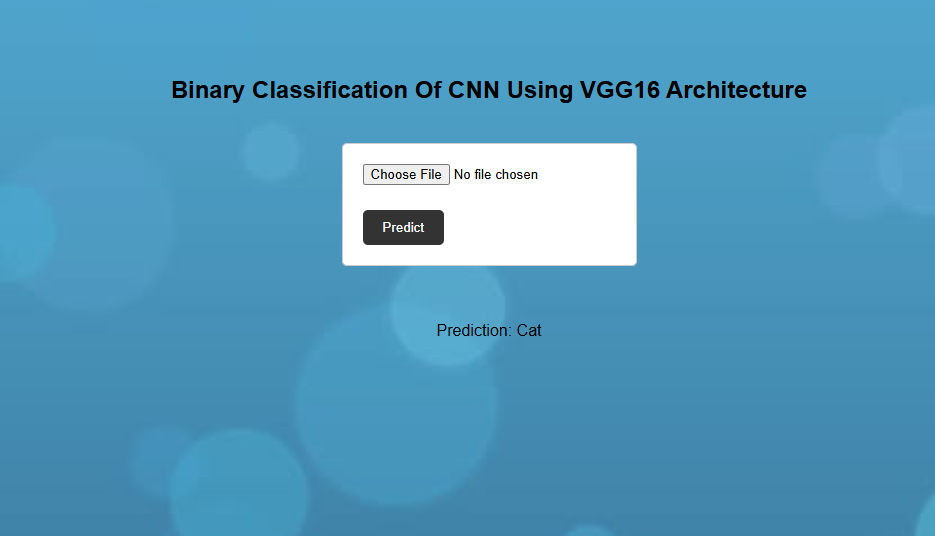 Binary Classification Of CNN Using VGG16 Architecture
Choose File No file chosen
Predict
Prediction: Cat